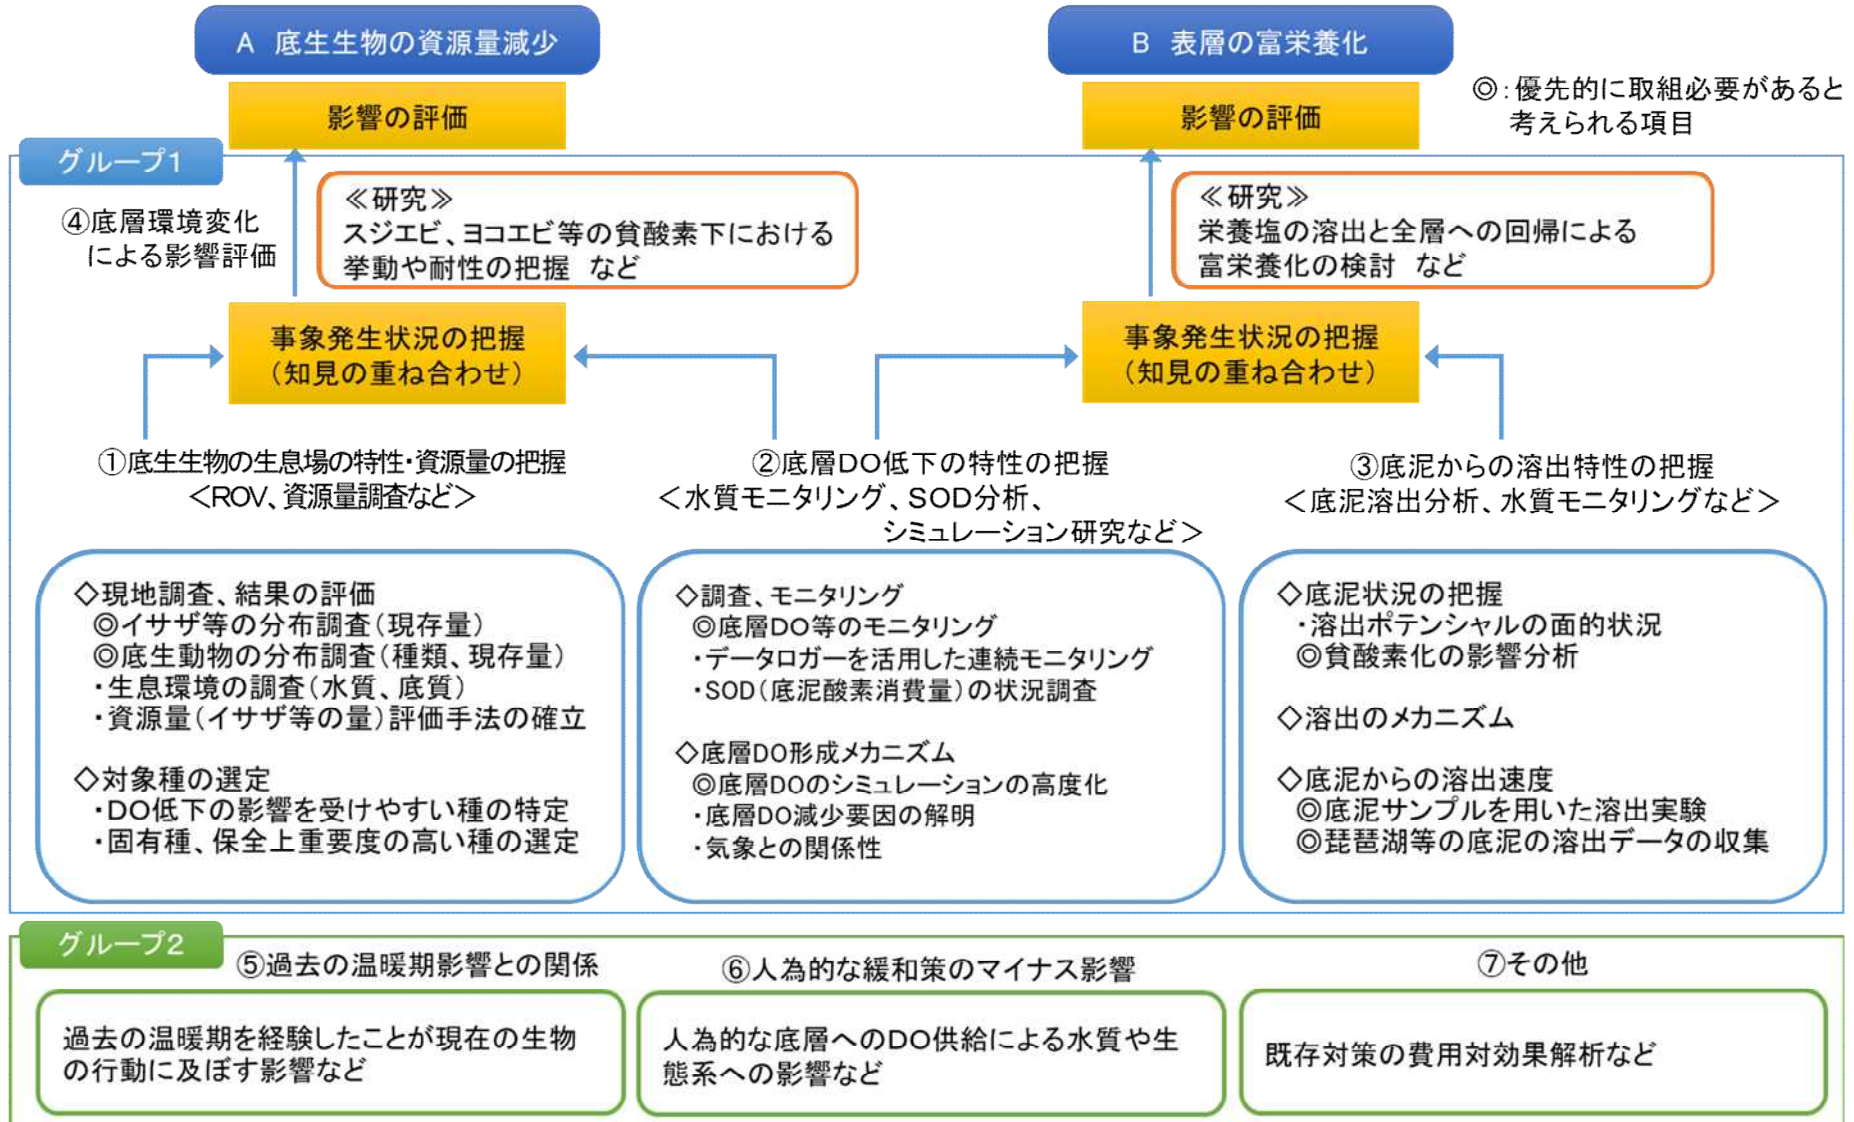 A 底生生物の資源量減少
B 表層の富栄養化
影響の評価
影響の評価
◎:優先的に取組必要があると
考えられる項目
グループ1
④底層環境変化
による影響評価
≪研究≫
スジエビ、ヨコエビ等の貧酸素下における
挙動や耐性の把握 など
≪研究≫
栄養塩の溶出と全層への回帰による
富栄養化の検討 など
事象発生状況の把握
(知見の重ね合わせ)
事象発生状況の把握
(知見の重ね合わせ)
①底生生物の生息場の特性・資源量の把握
<ROV、資源量調査など>
②底層DO低下の特性の把握
<水質モニタリング、SOD分析、
シミュレーション研究など>
③底泥からの溶出特性の把握
<底泥溶出分析、水質モニタリングなど>
◇現地調査、結果の評価
◎イサザ等の分布調査(現存量)
◎底生動物の分布調査(種類、現存量)
・生息環境の調査(水質、底質)
・資源量(イサザ等の量)評価手法の確立
◇対象種の選定
・DO低下の影響を受けやすい種の特定
・固有種、保全上重要度の高い種の選定
◇調査、モニタリング
◎底層DO等のモニタリング
・データロガーを活用した連続モニタリング
・SOD(底泥酸素消費量)の状況調査
◇底層DO形成メカニズム
◎底層DOのシミュレーションの高度化
・底層DO減少要因の解明
・気象との関係性
◇底泥状況の把握
・溶出ポテンシャルの面的状況
◎貧酸素化の影響分析
◇溶出のメカニズム
◇底泥からの溶出速度
◎底泥サンプルを用いた溶出実験
◎琵琶湖等の底泥の溶出データの収集
グループ2
⑤過去の温暖期影響との関係
過去の温暖期を経験したことが現在の生物
の行動に及ぼす影響など
⑥人為的な緩和策のマイナス影響
人為的な底層へのDO供給による水質や生
態系への影響など
⑦その他
既存対策の費用対効果解析など